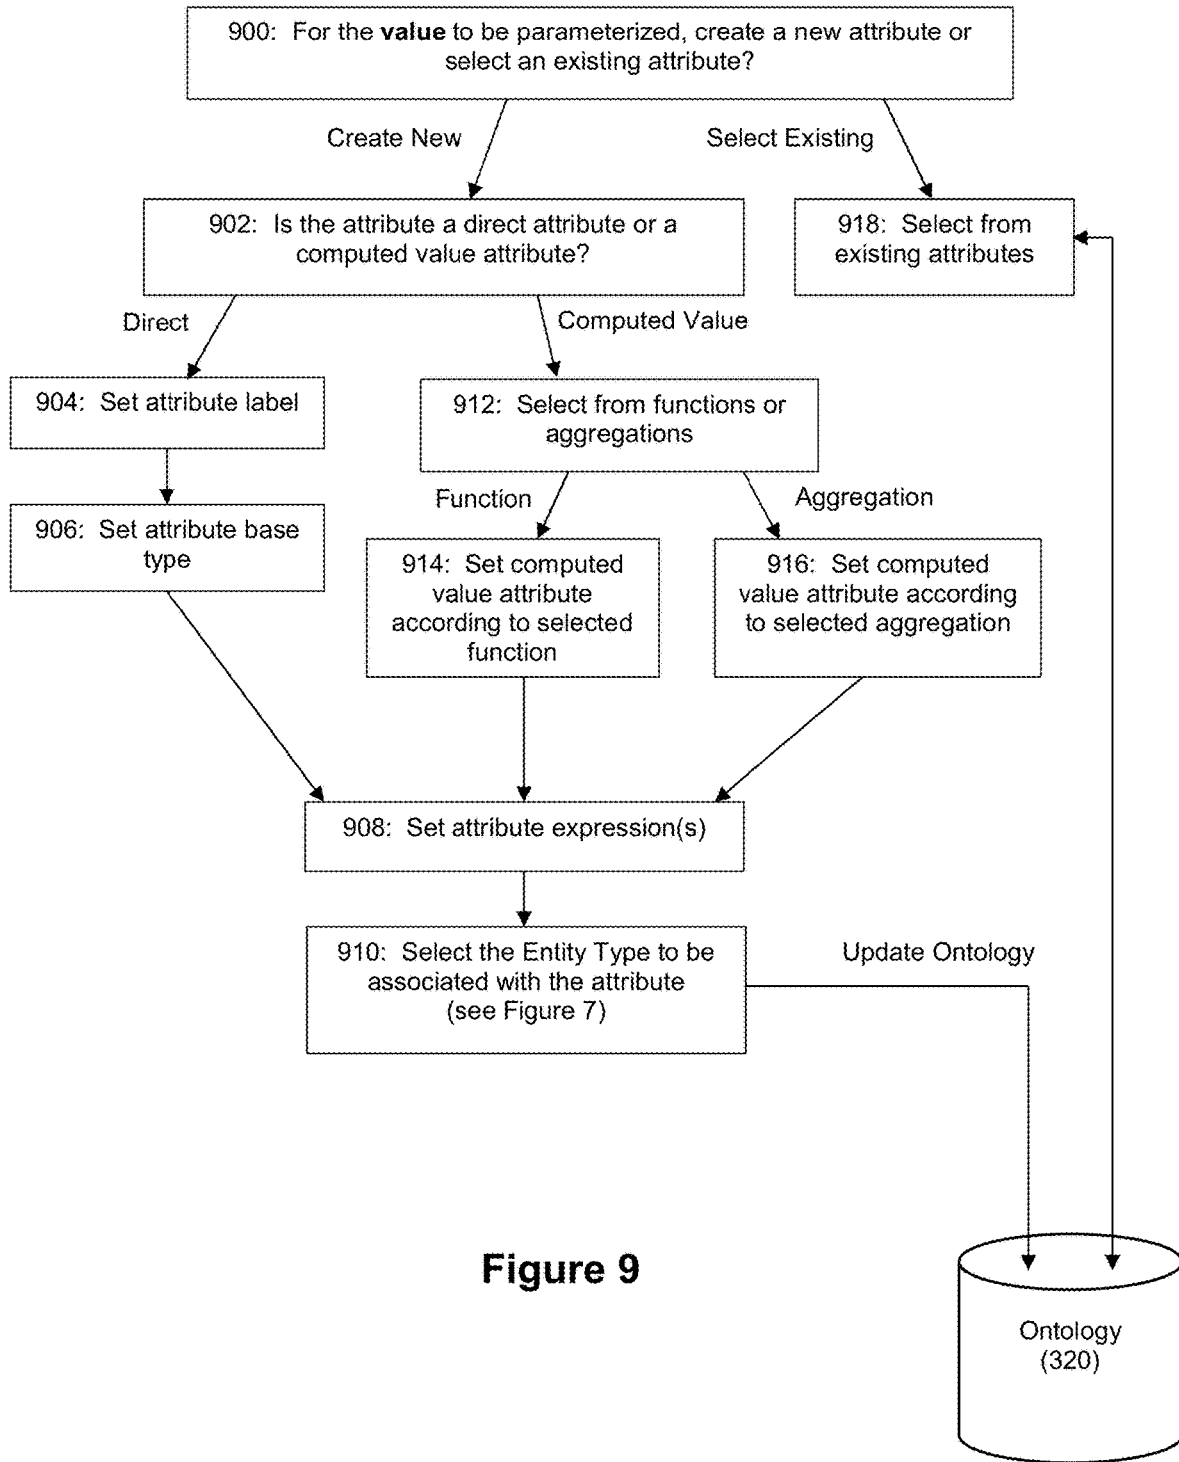 900: For the value to be parameterized, create a new attribute or
select an existing attribute?
Create New
Select Existing
902: Is the attribute a direct attribute or a
computed value attribute?
918: Select from
existing attributes
Direct
Computed Value
904: Set attribute label
912: Select from functions or
aggregations
Function
Aggregation
906: Set attribute base
type
914: Set computed
value attribute
according to selected
function
916: Set computed
value attribute according
to selected aggregation
908: Set attribute expression(s)
910: Select the Entity Type to be
associated with the attribute
(see Figure 7)
Update Ontology
Figure 9
Ontology
(320)